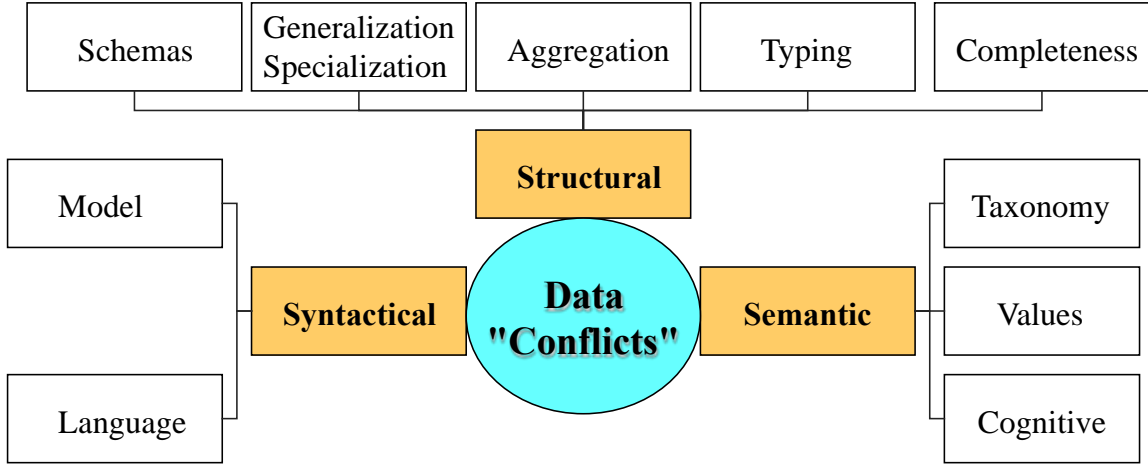 Schemas
Generalization
Specialization
Aggregation
Typing
Completeness
Structural
Model
Taxonomy
Syntactical
Data
"Conflicts"
Semantic
Values
Language
Cognitive